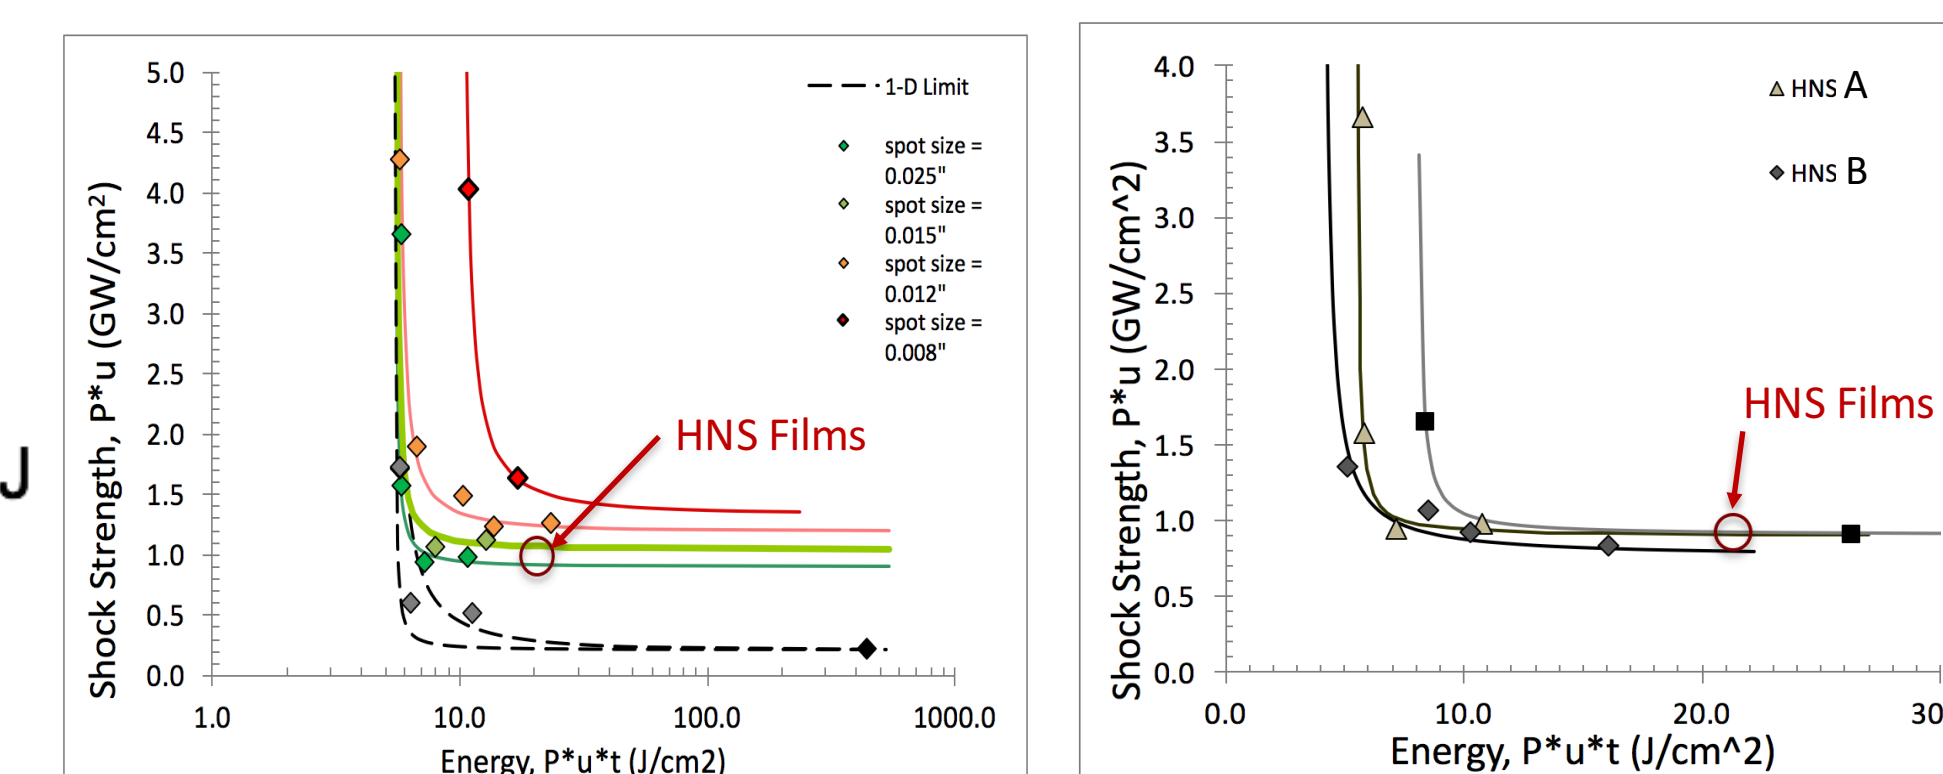 J
5.0
4.5
4.0
3.5
3.0
2.5
2.0
1.5
1.0
0.5
0.0
Shock Strength, P*u (GW/cm²)
1.0
10.0
100.0
1000.0
Energy, P*u*t (J/cm2)
1-D Limit
spot size =
0.025"
spot size =
0.015"
spot size =
0.012"
spot size =
0.008"
HNS Films
4.0
3.5
3.0
2.5
2.0
1.5
1.0
0.5
0.0
Shock Strength, P*u (GW/cm^2)
0.0
10.0
20.0
30
Energy, P*u*t (J/cm^2)
HNS A
HNS B
HNS Films